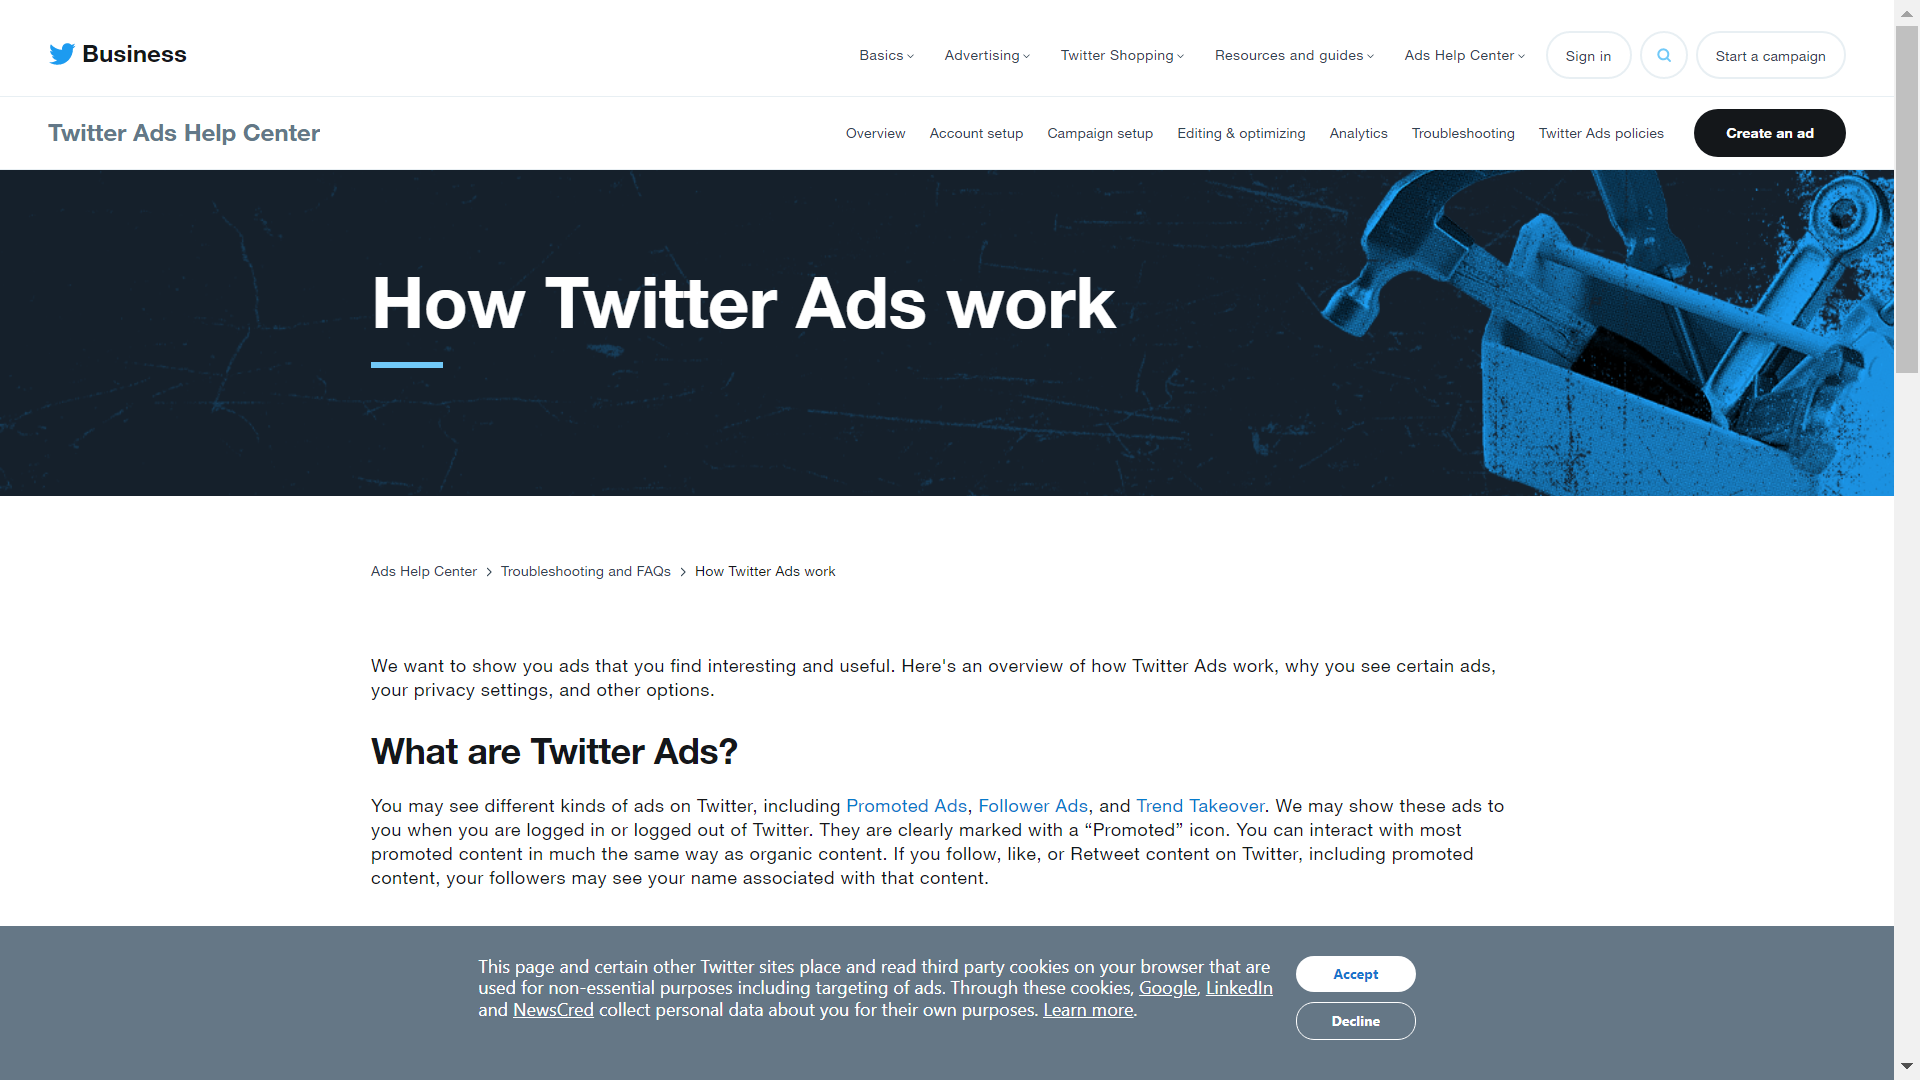 Business
Basics
Advertising
Twitter Shopping
Resources and guides
Ads Help Center
Sign in
Start a campaign
Twitter Ads Help Center
Overview
Account setup
Campaign setup
Editing & optimizing
Analytics
Troubleshooting
Twitter Ads policies
Create an ad
How Twitter Ads work
Ads Help Center > Troubleshooting and FAQs > How Twitter Ads work
We want to show you ads that you find interesting and useful. Here's an overview of how Twitter Ads work, why you see certain ads,
your privacy settings, and other options.
What are Twitter Ads?
You may see different kinds of ads on Twitter, including Promoted Ads, Follower Ads, and Trend Takeover. We may show these ads to
you when you are logged in or logged out of Twitter. They are clearly marked with a “Promoted” icon. You can interact with most
promoted content in much the same way as organic content. If you follow, like, or Retweet content on Twitter, including promoted
content, your followers may see your name associated with that content.
This page and certain other Twitter sites place and read third party cookies on your browser that are
used for non-essential purposes including targeting of ads. Through these cookies, Google, LinkedIn
and NewsCred collect personal data about you for their own purposes. Learn more.
Accept
Decline